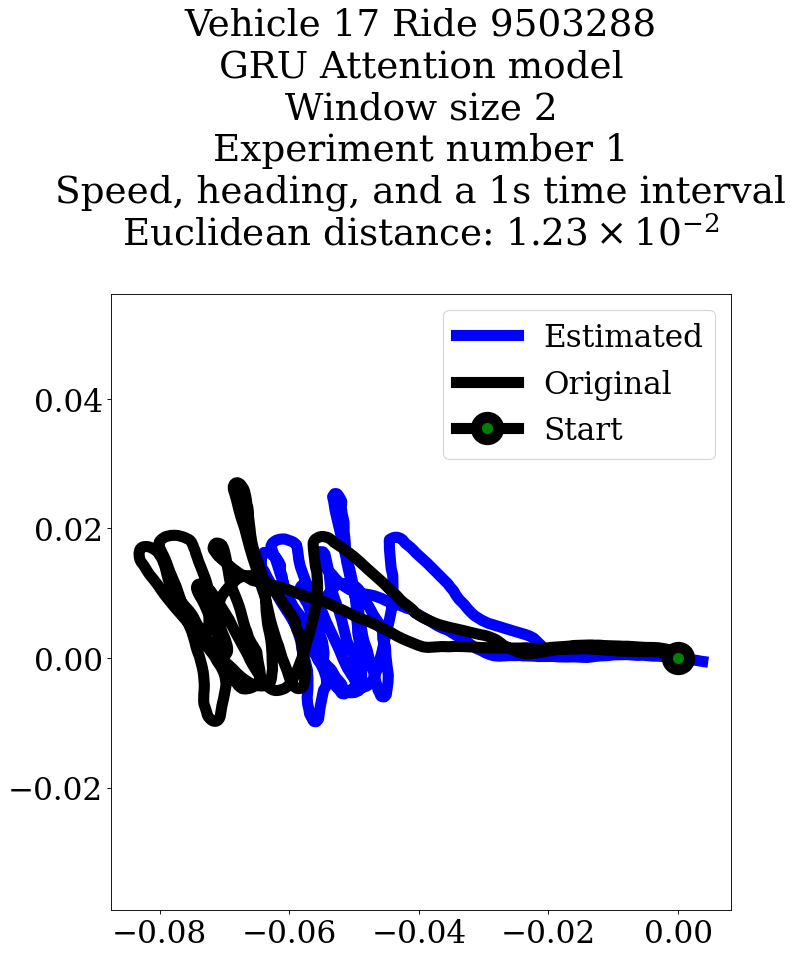 Vehicle 17 Ride 9503288
GRU Attention model
Window size 2
Experiment number 1
Speed, heading, and a 1s time interval
Euclidean distance: 1.23 × 10⁻²
Estimated
Original
Start
0.04
0.02
0.00
−0.02
−0.08 −0.06 −0.04 −0.02 0.00